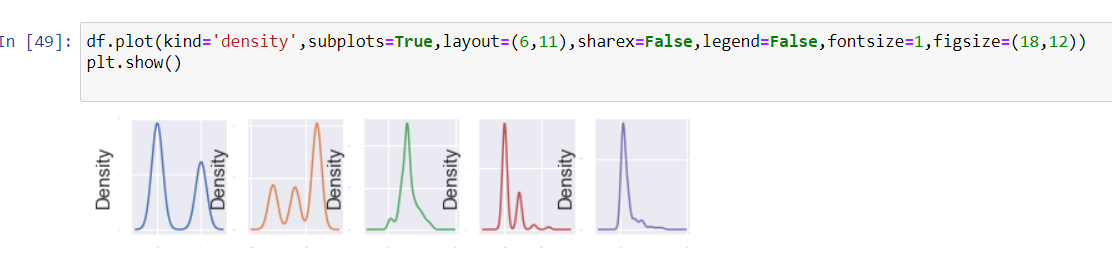 In [49]: df.plot(kind='density',subplots=True,layout=(6,11),sharex=False,legend=False,fontsize=1,figsize=(18,12))
plt.show()
Density
Density
Density
Density
Density